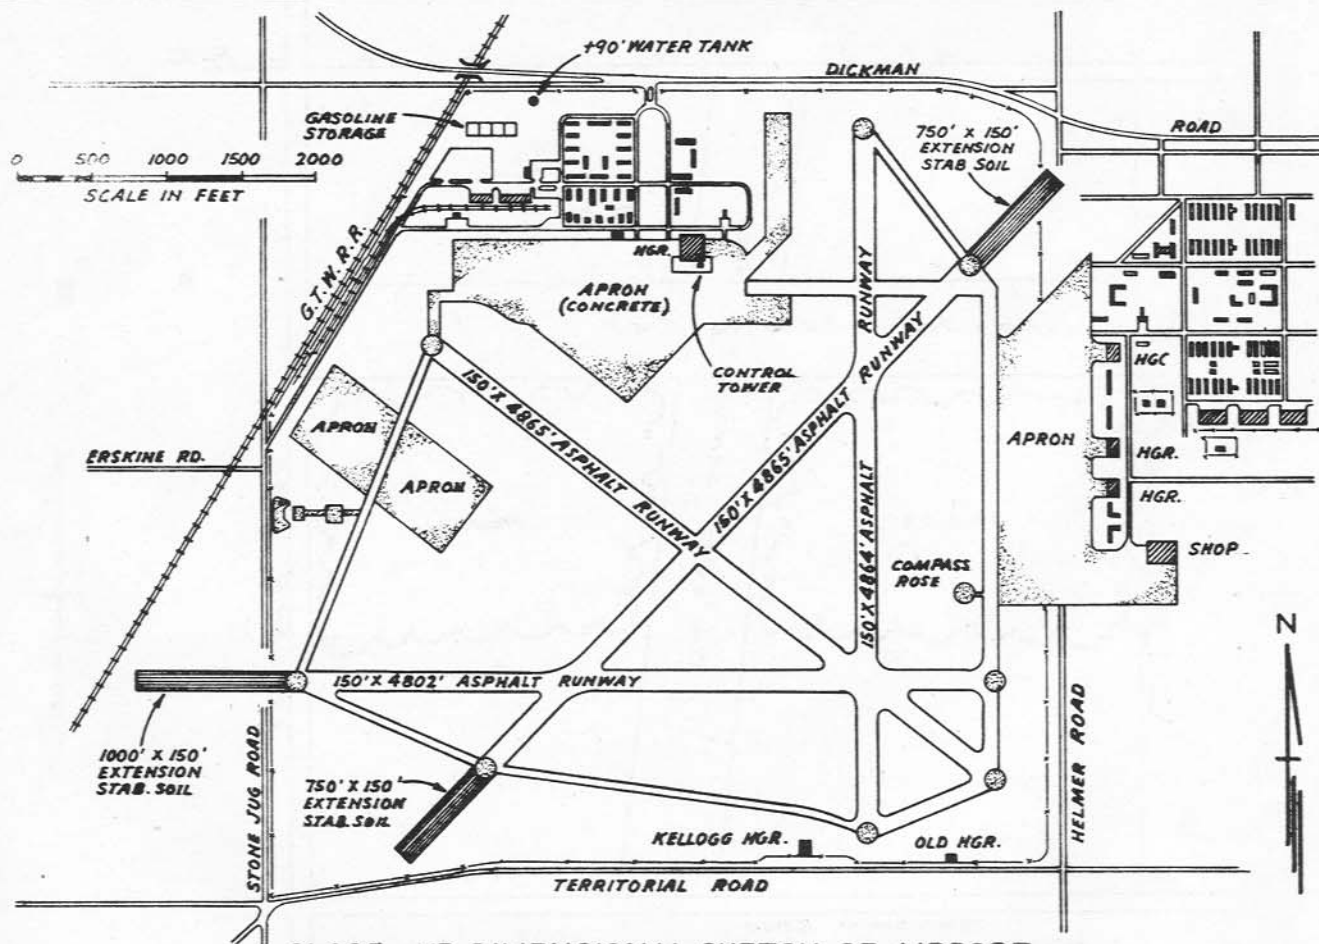 +90' WATER TANK
DICKMAN
ROAD
GASOLINE
STORAGE
750' X 150'
EXTENSION
STAB SOIL
0 500 1000 1500 2000
SCALE IN FEET
G.T.W.R.R.
HGR.
APRON
(CONCRETE)
RUNWAY
CONTROL
TOWER
HGC
150' X 4865' ASPHALT RUNWAY
160' X 4865' ASPHALT RUNWAY
APRON
APRON
APRON
ERSKINE RD.
HGR.
HGR.
150' X 4864' ASPHALT
SHOP
COMPASS
ROSE
N
150' X 4802' ASPHALT RUNWAY
1000' X 150'
EXTENSION
STAB. SOIL
STONE JUG ROAD
750' X 150'
EXTENSION
STAB. SOIL
HELMER ROAD
KELLOGG HGR.
OLD HGR.
TERRITORIAL ROAD